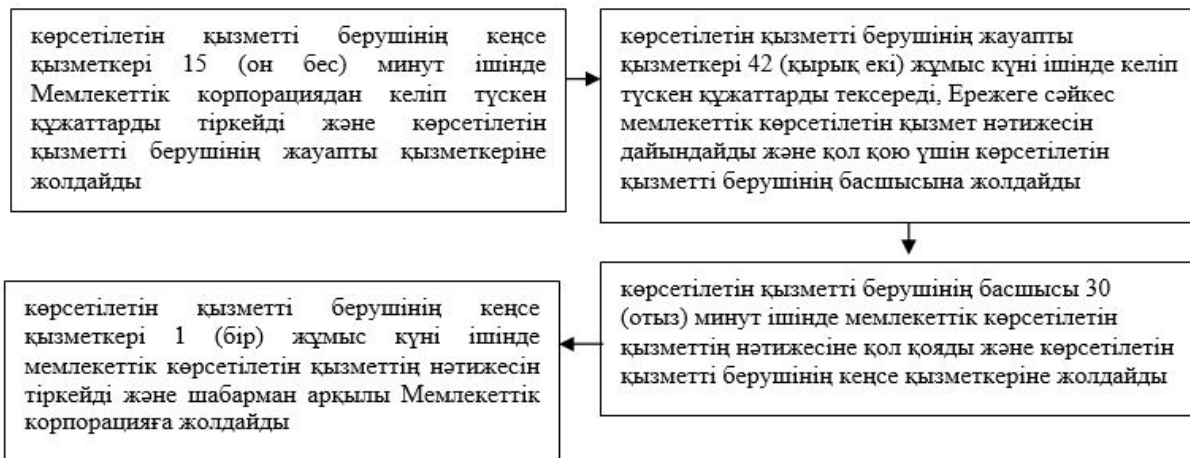 көрсетілетін қызметті берушінің кеңсе
қызметкері 15 (он бес) минут ішінде
Мемлекеттік корпорациядан келіп түскен
құжаттарды тіркейді және көрсетілетін
қызметті берушінің жауапты қызметкеріне
жолдайды
көрсетілетін қызметті берушінің жауапты
қызметкері 42 (қырық екі) жұмыс күні ішінде келіп
түскен құжаттарды тексереді, Ережеге сәйкес
мемлекеттік көрсетілетін қызмет нәтижесін
дайындайды және қол қою үшін көрсетілетін
қызметті берушінің басшысына жолдайды
көрсетілетін қызметті берушінің басшысы 30
(отыз) минут ішінде мемлекеттік көрсетілетін
қызметтің нәтижесіне қол қояды және көрсетілетін
қызметті берушінің кеңсе қызметкеріне жолдайды
көрсетілетін қызметті берушінің кеңсе
қызметкері 1 (бір) жұмыс күні ішінде
мемлекеттік көрсетілетін қызметтің нәтижесін
тіркейді және шабарман арқылы Мемлекеттік
корпорацияға жолдайды